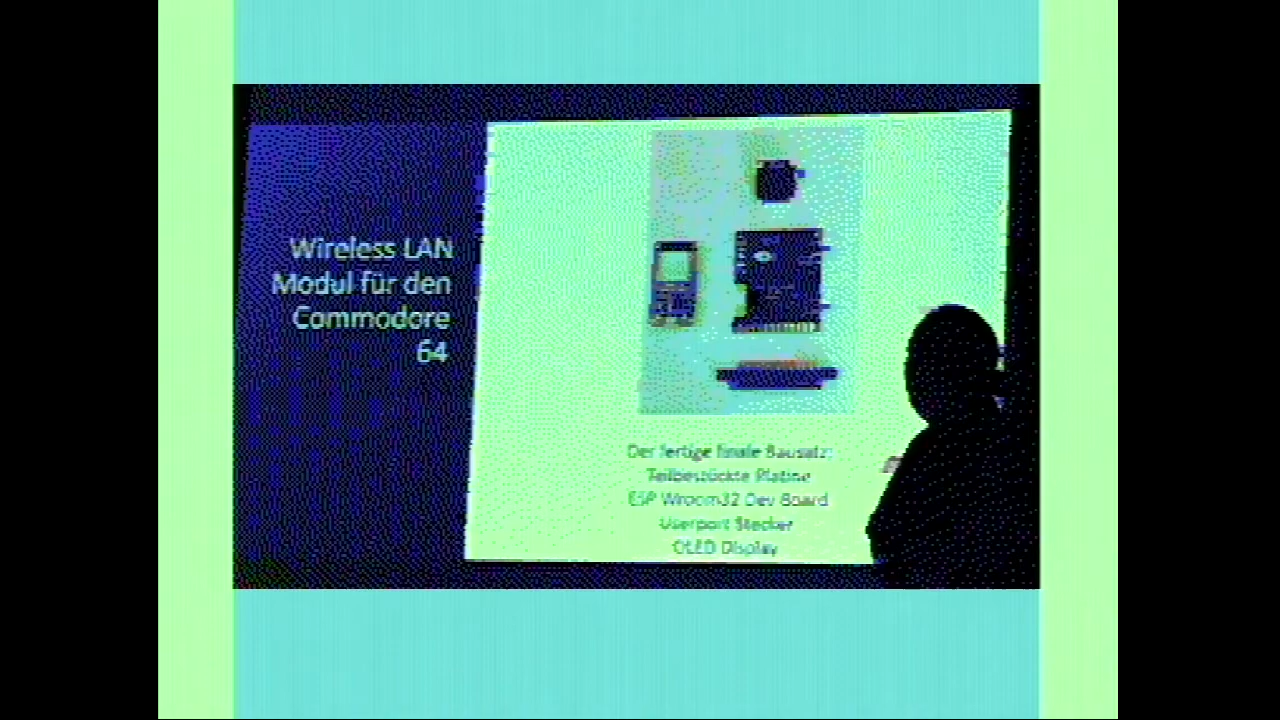 Wireless LAN
Modul für den
Commodore
64
Der fertige finale Bausatz:
Teilbestückte Platine
ESP Wroom32 Dev Board
Userport Stecker
OLED Display